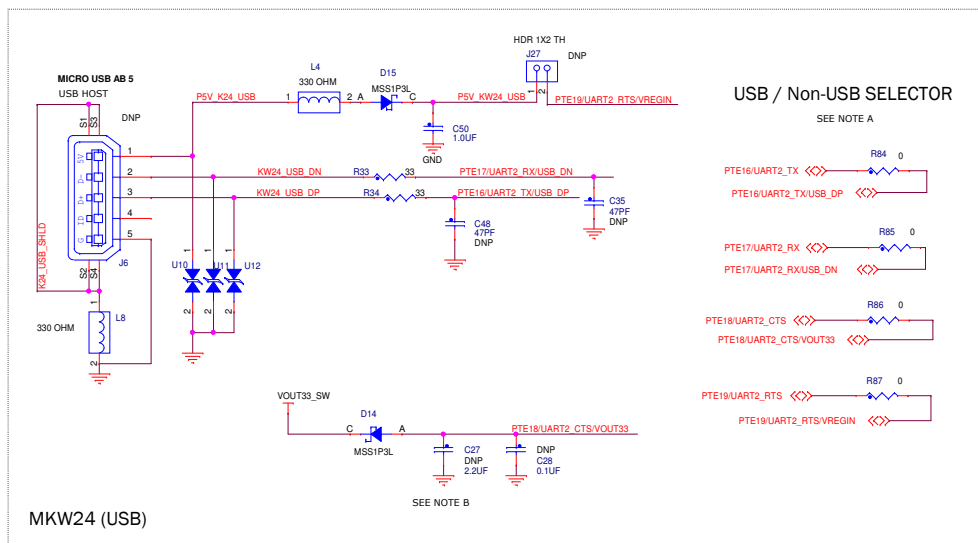 HDR 1X2 TH
J27
DNP
1
2
MICRO USB AB 5
USB HOST
DNP
S1
S3
5V
D-
D+
ID
G
1
2
3
4
5
J6
S2
S4
K24_USB_SHLD
330 OHM
L8
1
2
P5V_K24_USB
L4
330 OHM
1
2
D15
A
C
MSS1P3L
P5V_KW24_USB
PTE19/UART2_RTS/VREGIN
C50
1.0UF
GND
KW24_USB_DN
R33
33
PTE17/UART2_RX/USB_DN
KW24_USB_DP
R34
33
PTE16/UART2_TX/USB_DP
C35
47PF
DNP
C48
47PF
DNP
1
1
1
U10
U11
U12
2
2
2
VOUT33_SW
D14
C
A
MSS1P3L
PTE18/UART2_CTS/VOUT33
C27
DNP
2.2UF
DNP
C28
0.1UF
SEE NOTE B
USB / Non-USB SELECTOR
SEE NOTE A
R84
0
PTE16/UART2_TX
PTE16/UART2_TX/USB_DP
R85
0
PTE17/UART2_RX
PTE17/UART2_RX/USB_DN
R86
0
PTE18/UART2_CTS
PTE18/UART2_CTS/VOUT33
R87
0
PTE19/UART2_RTS
PTE19/UART2_RTS/VREGIN
MKW24 (USB)